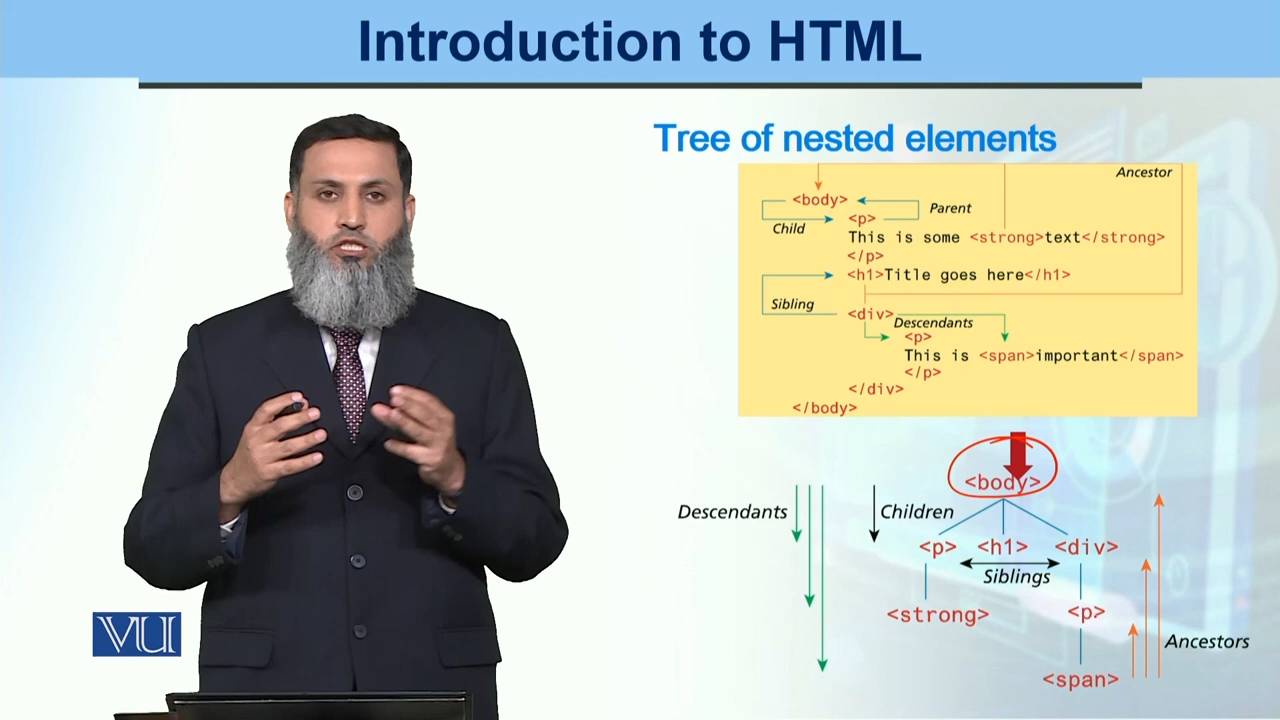 Introduction to HTML
Tree of nested elements
Ancestor
<body>
Parent
<p>
Child
This is some <strong>text</strong>
</p>
<h1>Title goes here</h1>
Sibling
<div>
Descendants
<p>
This is <span>important</span>
</p>
</div>
</body>
<body>
Descendants
Children
<p> <h1> <div>
Siblings
<strong>
<p>
Ancestors
<span>
VU